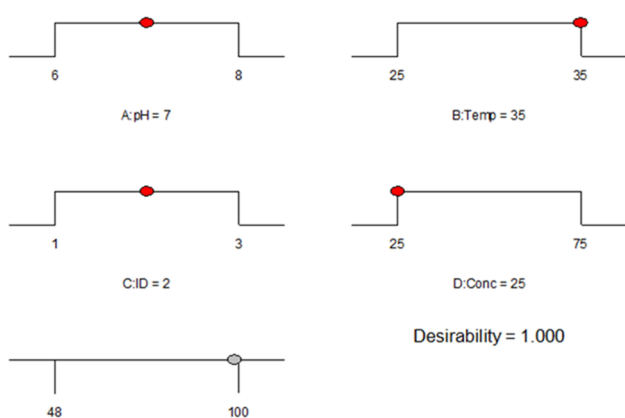 6 8
25 35
A:pH = 7
B:Temp = 35
1 3
25 75
C:ID = 2
D:Conc = 25
Desirability = 1.000
48 100